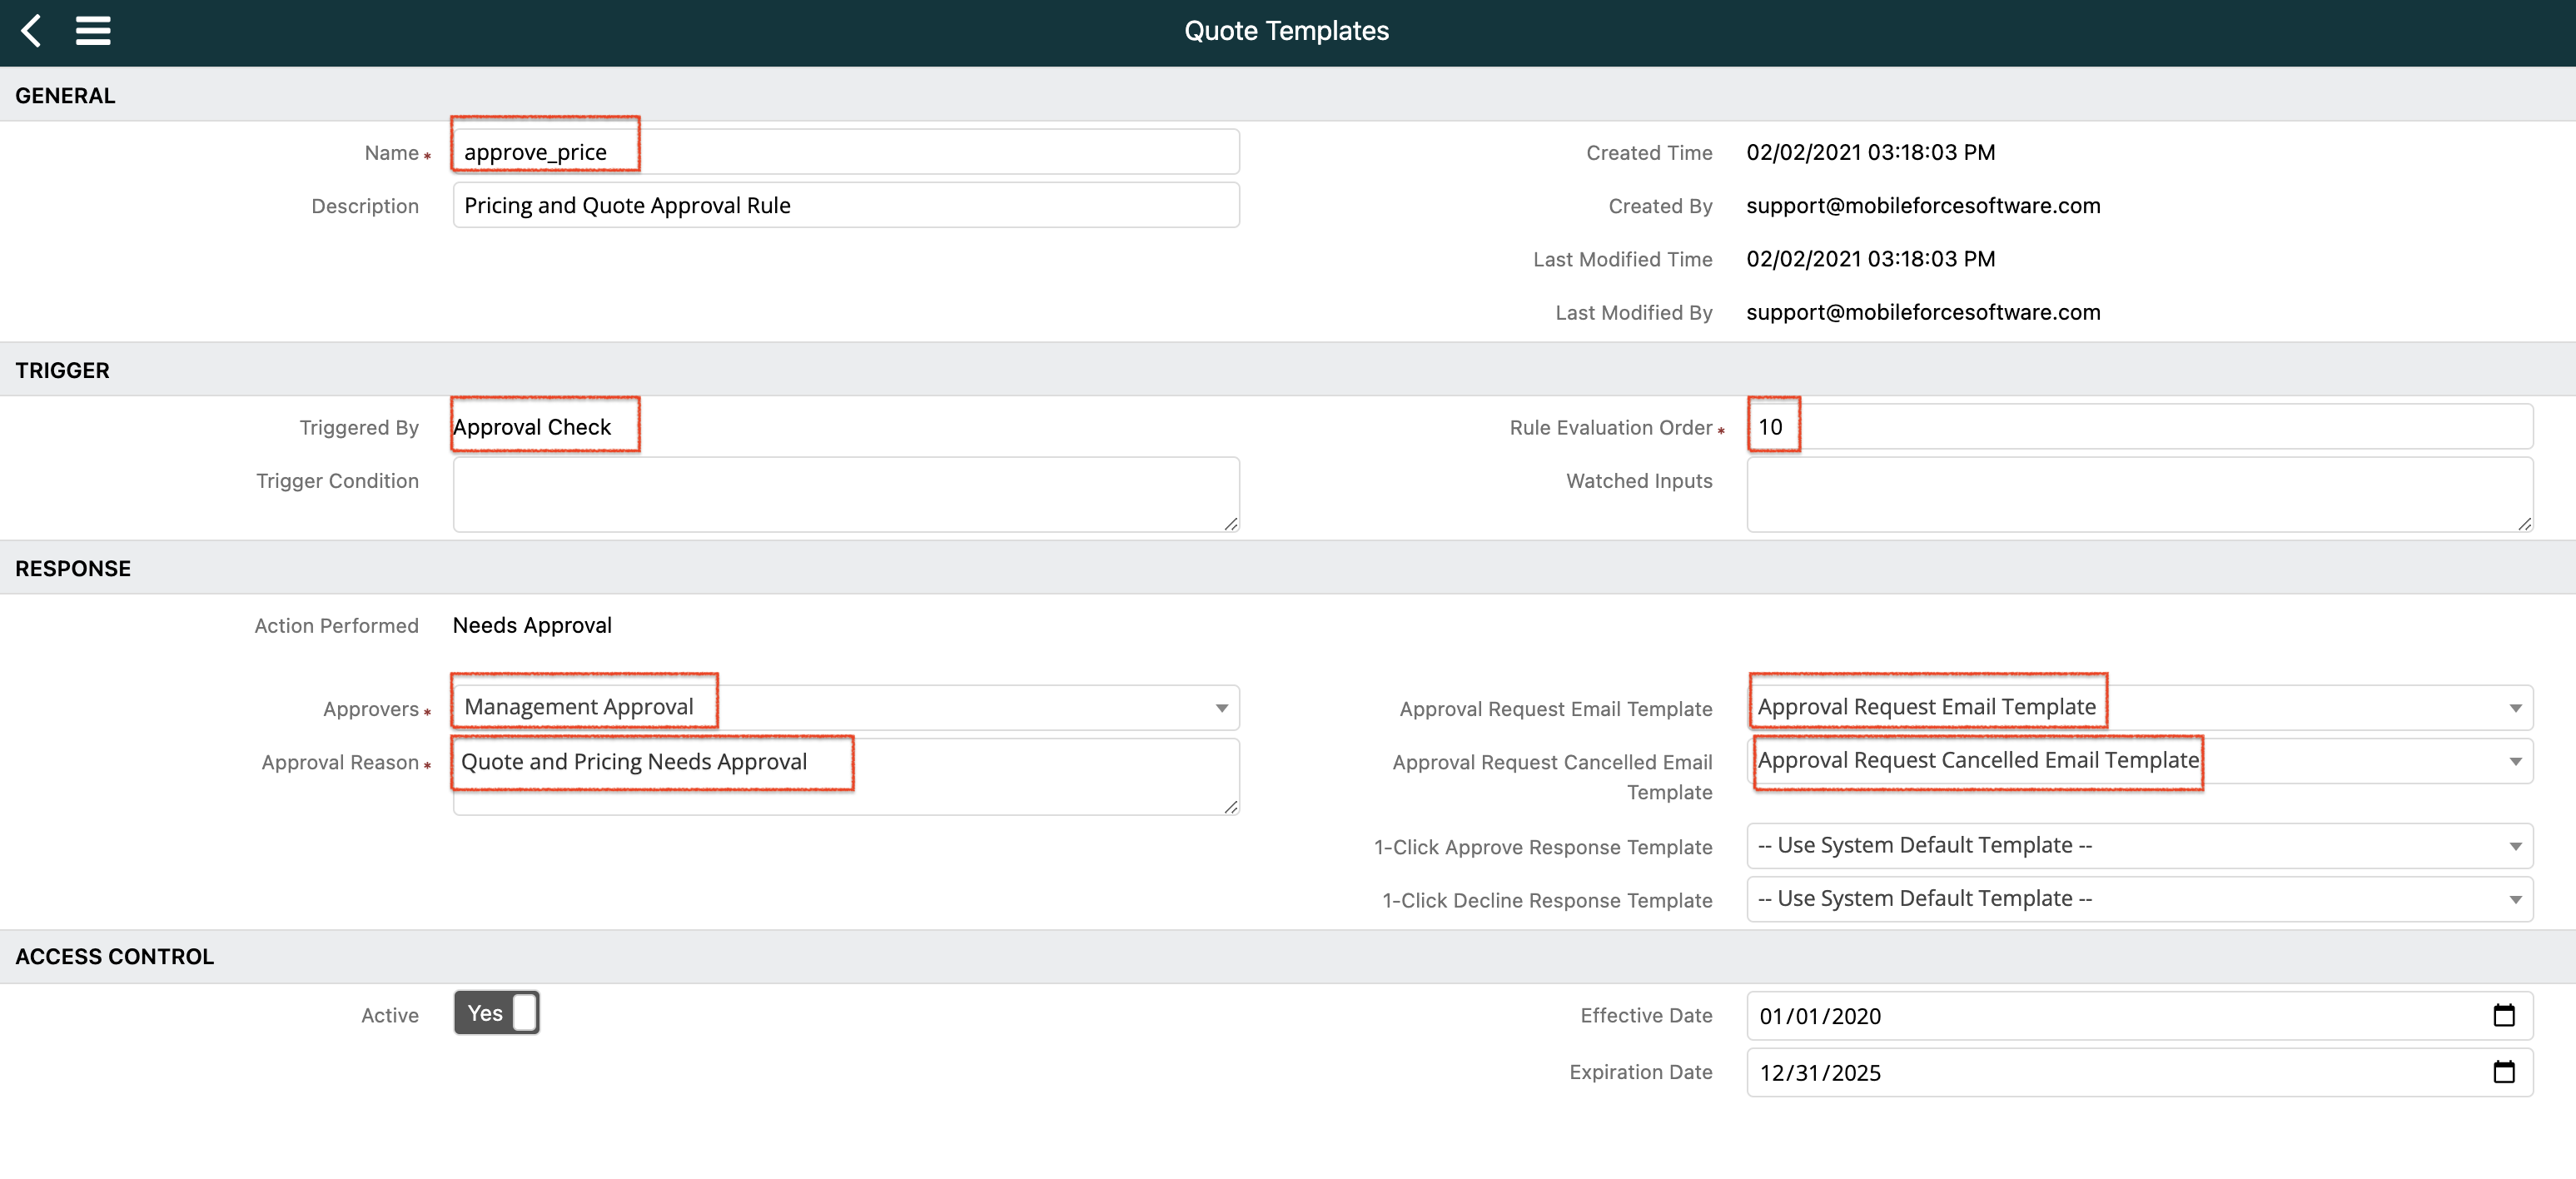 Quote Templates
GENERAL
Name * approve_price
Created Time 02/02/2021 03:18:03 PM
Description Pricing and Quote Approval Rule
Created By support@mobileforcesoftware.com
Last Modified Time 02/02/2021 03:18:03 PM
Last Modified By support@mobileforcesoftware.com
TRIGGER
Triggered By Approval Check
Rule Evaluation Order * 10
Trigger Condition
Watched Inputs
RESPONSE
Action Performed Needs Approval
Approvers * Management Approval
Approval Request Email Template Approval Request Email Template
Approval Reason * Quote and Pricing Needs Approval
Approval Request Cancelled Email Approval Request Cancelled Email Template
Template
1-Click Approve Response Template -- Use System Default Template --
1-Click Decline Response Template -- Use System Default Template --
ACCESS CONTROL
Active Yes
Effective Date 01/01/2020
Expiration Date 12/31/2025